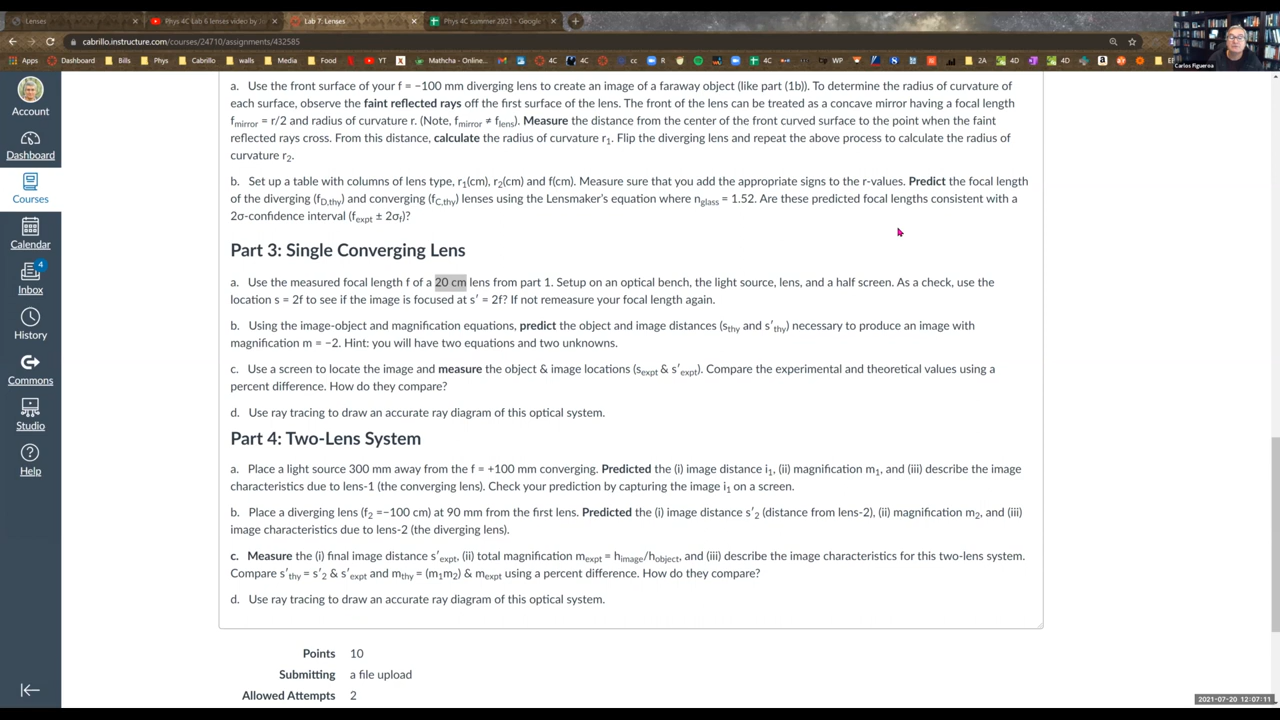 Lenses
Phys 4C Lab 6 lenses video by Jo
Lab 7. Lenses
Phys 4C summer 2021 - Google
cabrillo.instructure.com/courses/24710/assignments/432585
Apps Dashboard Bills Phys Cabrillo walls Media Food YT Mathcha - Online... 4C 4C cc 2A 4D 4D
Carlos Figueroa
Account
Dashboard
Courses
Calendar
4
Inbox
History
Commons
Studio
Help
a. Use the front surface of your f = −100 mm diverging lens to create an image of a faraway object (like part (1b). To determine the radius of curvature of
each surface, observe the faint reflected rays off the first surface of the lens. The front of the lens can be treated as a concave mirror having a focal length
fmirror = r/2 and radius of curvature r. (Note, fmirror ≠ flens). Measure the distance from the center of the front curved surface to the point when the faint
reflected rays cross. From this distance, calculate the radius of curvature r1. Flip the diverging lens and repeat the above process to calculate the radius of
curvature r2.
b. Set up a table with columns of lens type, r1(cm), r2(cm) and f(cm). Measure sure that you add the appropriate signs to the r-values. Predict the focal length
of the diverging (fD,thy) and converging (fC,thy) lenses using the Lensmaker's equation where nglass = 1.52. Are these predicted focal lengths consistent with a
2σ-confidence interval (fexpt ± 2σf)?
Part 3: Single Converging Lens
a. Use the measured focal length f of a 20 cm lens from part 1. Setup on an optical bench, the light source, lens, and a half screen. As a check, use the
location s = 2f to see if the image is focused at s′ = 2f? If not remeasure your focal length again.
b. Using the image-object and magnification equations, predict the object and image distances (sthy and s′thy) necessary to produce an image with
magnification m = −2. Hint: you will have two equations and two unknowns.
c. Use a screen to locate the image and measure the object & image locations (sexpt & s′expt). Compare the experimental and theoretical values using a
percent difference. How do they compare?
d. Use ray tracing to draw an accurate ray diagram of this optical system.
Part 4: Two-Lens System
a. Place a light source 300 mm away from the f = +100 mm converging. Predicted the (i) image distance i1, (ii) magnification m1, and (iii) describe the image
characteristics due to lens-1 (the converging lens). Check your prediction by capturing the image i1 on a screen.
b. Place a diverging lens (f2 =−100 cm) at 90 mm from the first lens. Predicted the (i) image distance s′2 (distance from lens-2), (ii) magnification m2, and (iii)
image characteristics due to lens-2 (the diverging lens).
c. Measure the (i) final image distance s′expt, (ii) total magnification mexpt = himage/hobject, and (iii) describe the image characteristics for this two-lens system.
Compare s′thy = s′2 & s′expt and mthy = (m1m2) & mexpt using a percent difference. How do they compare?
d. Use ray tracing to draw an accurate ray diagram of this optical system.
Points 10
Submitting a file upload
Allowed Attempts 2
2021-07-20 12:07:11